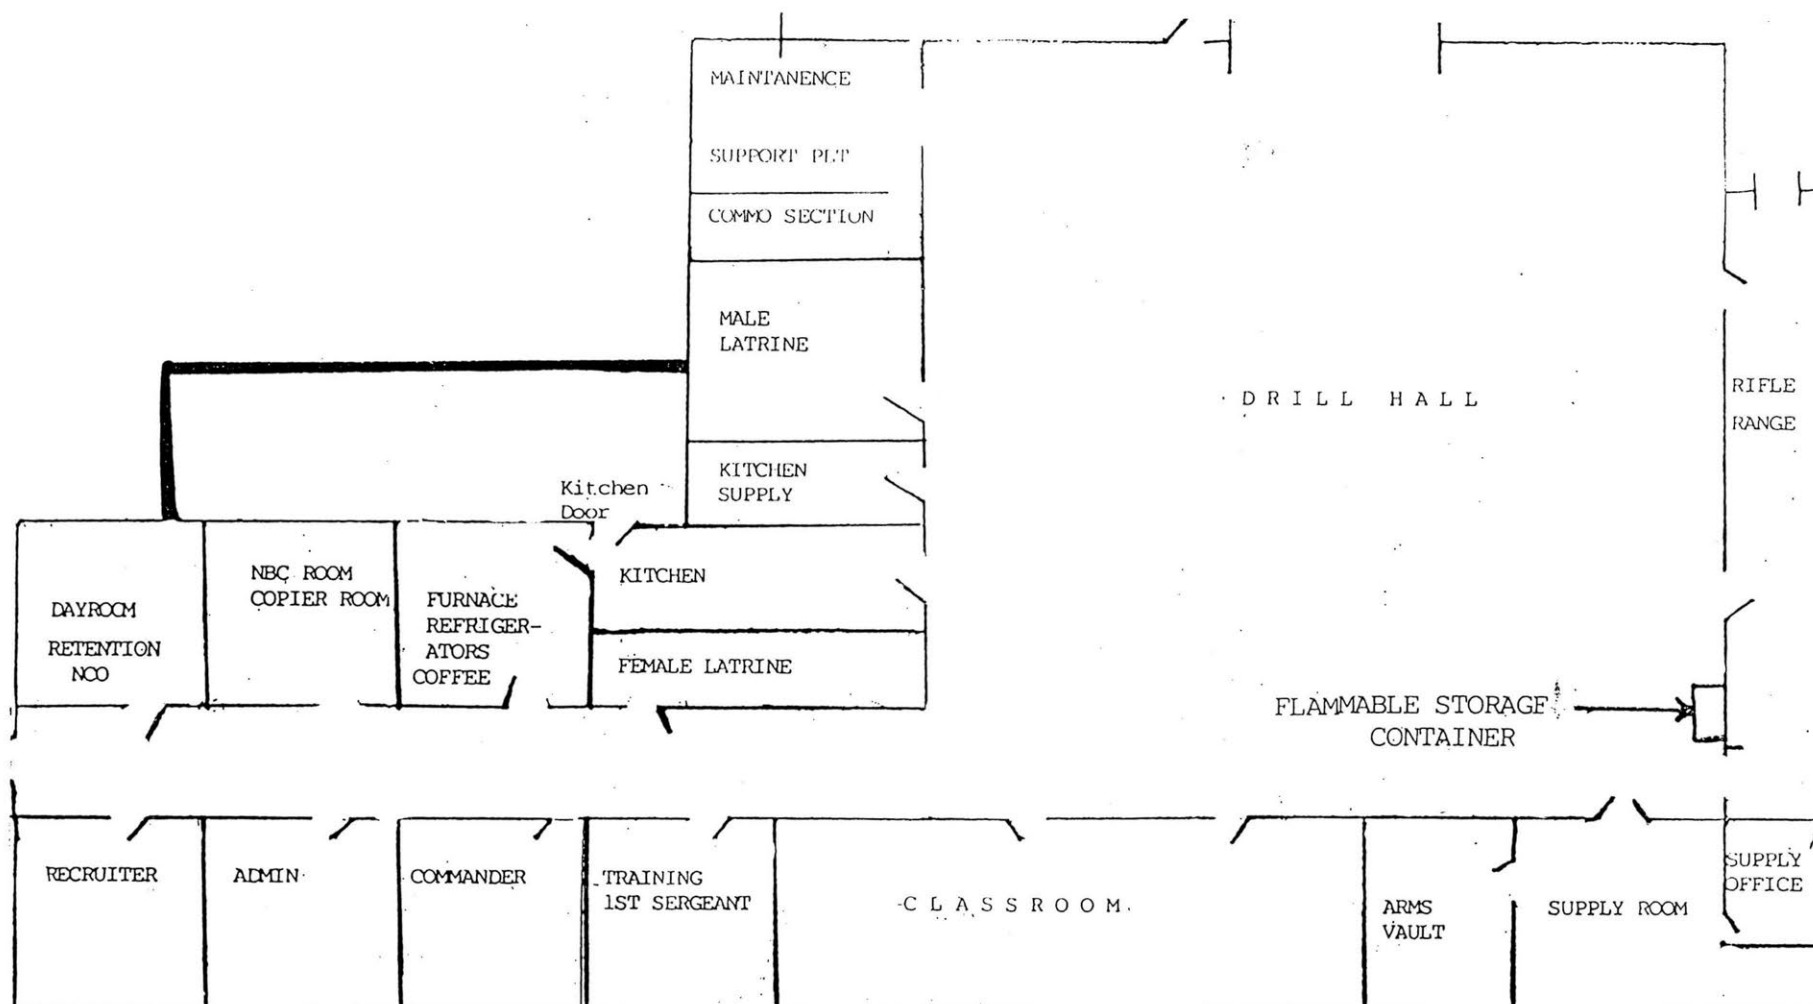 MAINTANENCE
SUPPORT PLT
COMMO SECTION
MALE
LATRINE
DRILL HALL
RIFLE
RANGE
KITCHEN
SUPPLY
Kitchen
Door
NBC ROOM
COPIER ROOM
KITCHEN
DAYROOM
RETENTION
NCO
FURNACE
REFRIGER-
ATORS
COFFEE
FEMALE LATRINE
FLAMMABLE STORAGE
CONTAINER
RECRUITER
ADMIN
COMMANDER
TRAINING
1ST SERGEANT
CLASSROOM
ARMS
VAULT
SUPPLY ROOM
SUPPLY
OFFICE